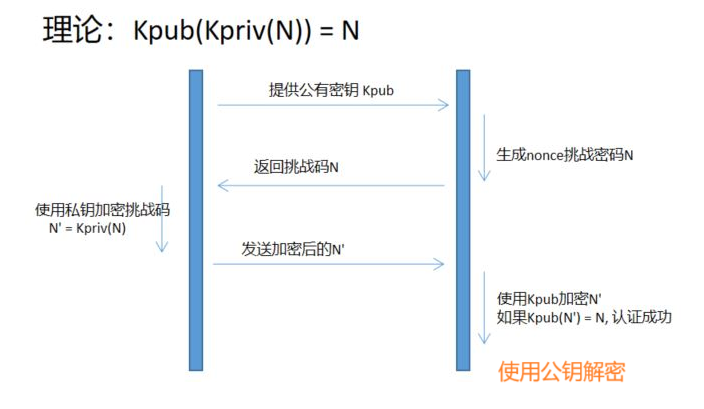 理论：Kpub(Kpriv(N)) = N
提供公有密钥 Kpub
生成nonce挑战密码N
返回挑战码N
使用私钥加密挑战码
N' = Kpriv(N)
发送加密后的N'
使用Kpub加密N'
如果Kpub(N') = N, 认证成功
使用公钥解密